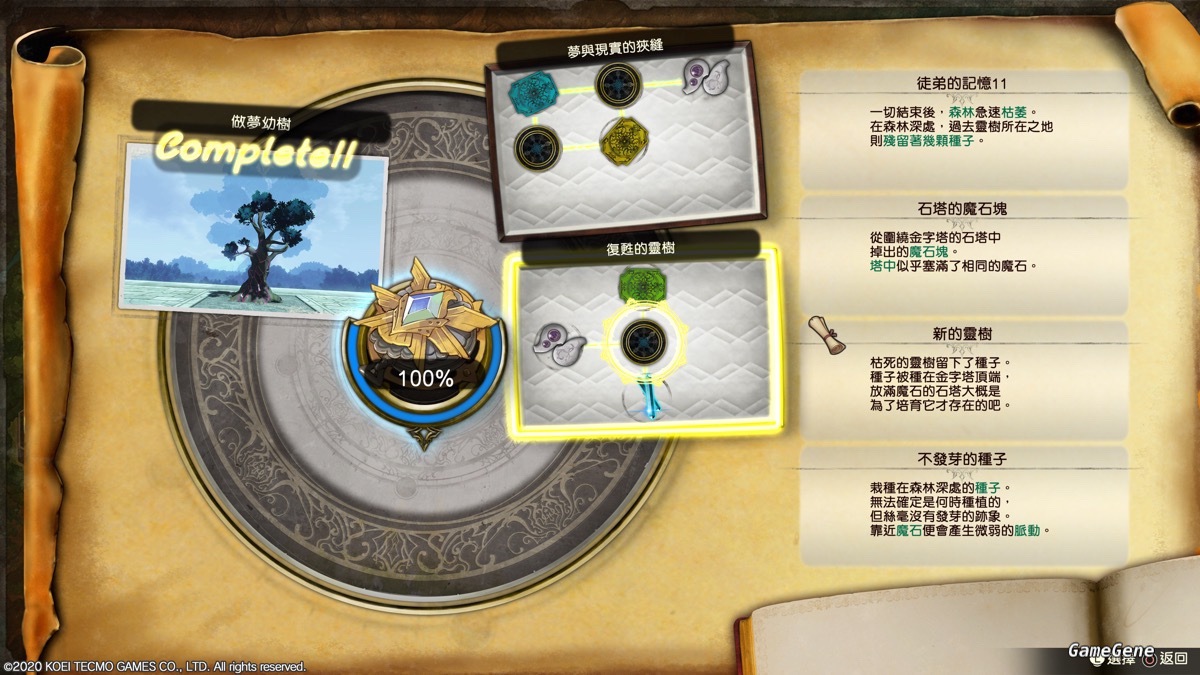 做夢幼樹
Complete!!
100%
夢與現實的狹縫
復甦的靈樹
徒弟的記憶11
一切結束後，森林急速枯萎。
在森林深處，過去靈樹所在之地
則殘留著幾顆種子。
石塔的魔石塊
從圍繞金字塔的石塔中
掉出的魔石塊。
塔中似乎塞滿了相同的魔石。
新的靈樹
枯死的靈樹留下了種子。
種子被種在金字塔頂端，
放滿魔石的石塔大概是
為了培育它才存在的吧。
不發芽的種子
栽種在森林深處的種子。
無法確定是何時種植的，
但絲毫沒有發芽的跡象。
靠近魔石便會產生微弱的脈動。
©2020 KOEI TECMO GAMES CO., LTD. All rights reserved.
GameGene
L 選擇 返回